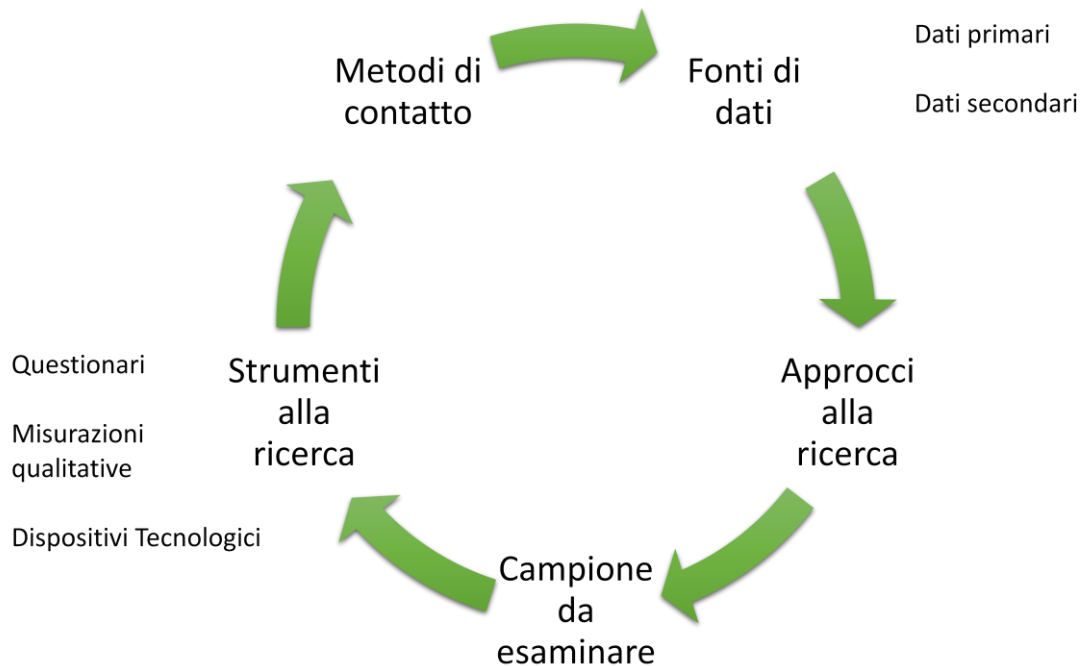 Metodi di
contatto
Fonti di
dati
Dati primari
Dati secondari
Approcci
alla
ricerca
Campione
da
esaminare
Strumenti
alla
ricerca
Questionari
Misurazioni
qualitative
Dispositivi Tecnologici